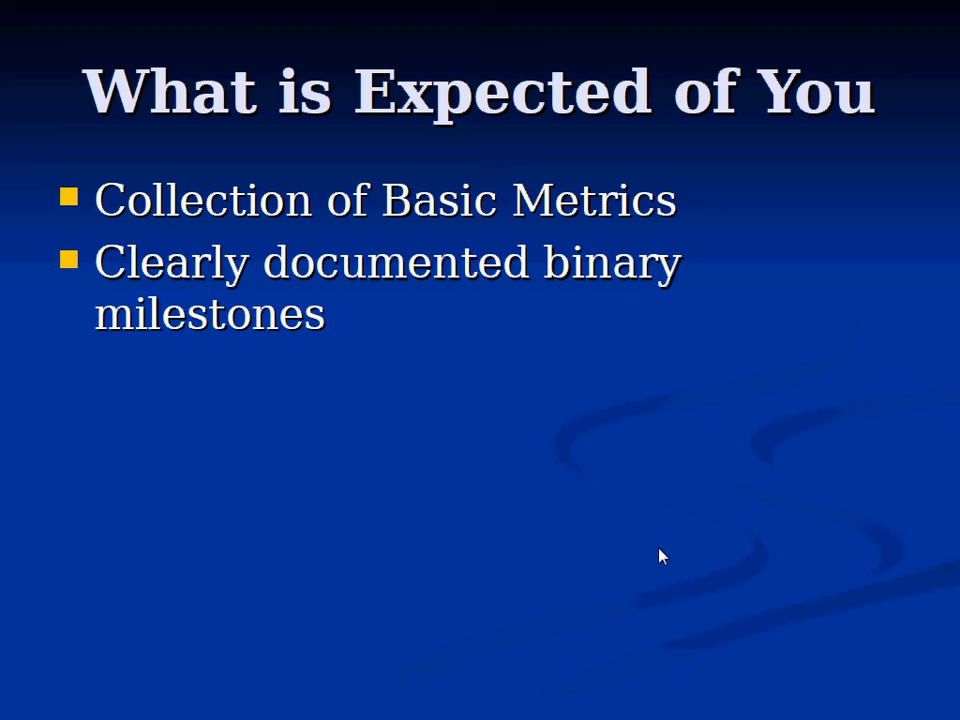 What is Expected of You
Collection of Basic Metrics
Clearly documented binary
milestones